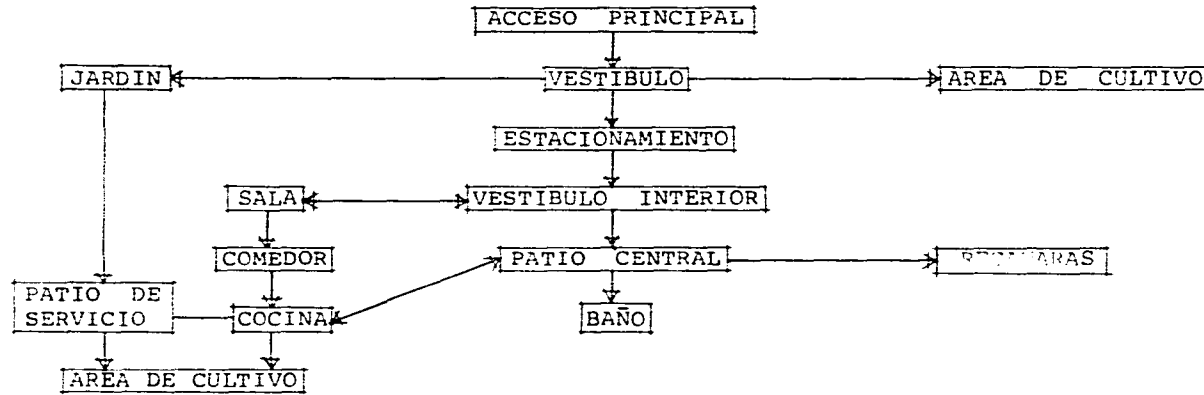 ACCESO PRINCIPAL
JARDIN
VESTIBULO
AREA DE CULTIVO
ESTACIONAMIENTO
SALA
VESTIBULO INTERIOR
COMEDOR
PATIO CENTRAL
PATIO DE
SERVICIO
COCINA
BAÑO
AREA DE CULTIVO